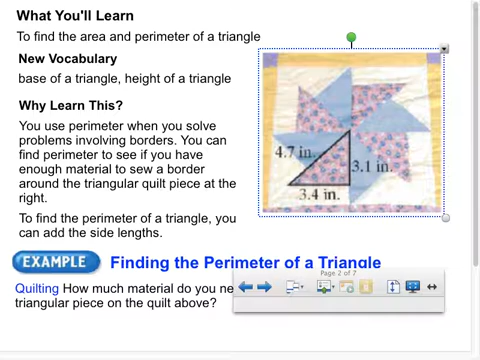 What You'll Learn
To find the area and perimeter of a triangle
New Vocabulary
base of a triangle, height of a triangle
Why Learn This?
You use perimeter when you solve
problems involving borders. You can
find perimeter to see if you have
enough material to sew a border
around the triangular quilt piece at the
right.
To find the perimeter of a triangle, you
can add the side lengths.
4.7 in.
3.1 in.
3.4 in.
EXAMPLE Finding the Perimeter of a Triangle
Page 2 of 7
Quilting How much material do you
triangular piece on the quilt above?